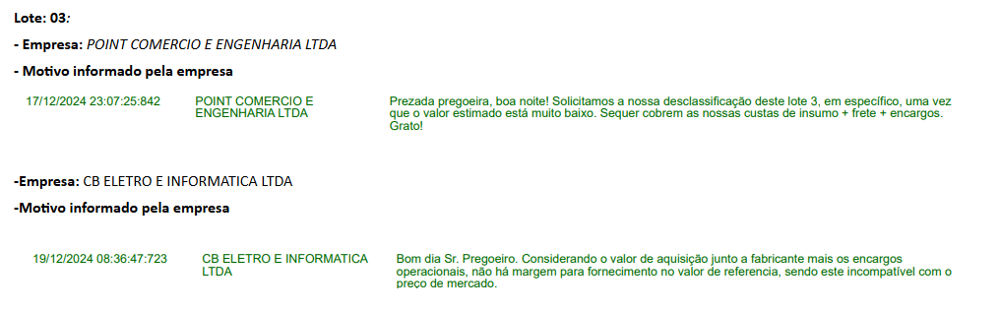 Lote: 03:
- Empresa: POINT COMERCIO E ENGENHARIA LTDA
- Motivo informado pela empresa
17/12/2024 23:07:25:842 POINT COMERCIO E Prezada pregoeira, boa noite! Solicitamos a nossa desclassificação deste lote 3, em específico, uma vez
ENGENHARIA LTDA que o valor estimado está muito baixo. Sequer cobrem as nossas custas de insumo + frete + encargos.
Grato!
-Empresa: CB ELETRO E INFORMATICA LTDA
-Motivo informado pela empresa
19/12/2024 08:36:47:723 CB ELETRO E INFORMATICA Bom dia Sr. Pregoeiro. Considerando o valor de aquisição junto a fabricante mais os encargos
LTDA operacionais, não há margem para fornecimento no valor de referencia, sendo este incompatível com o
preço de mercado.